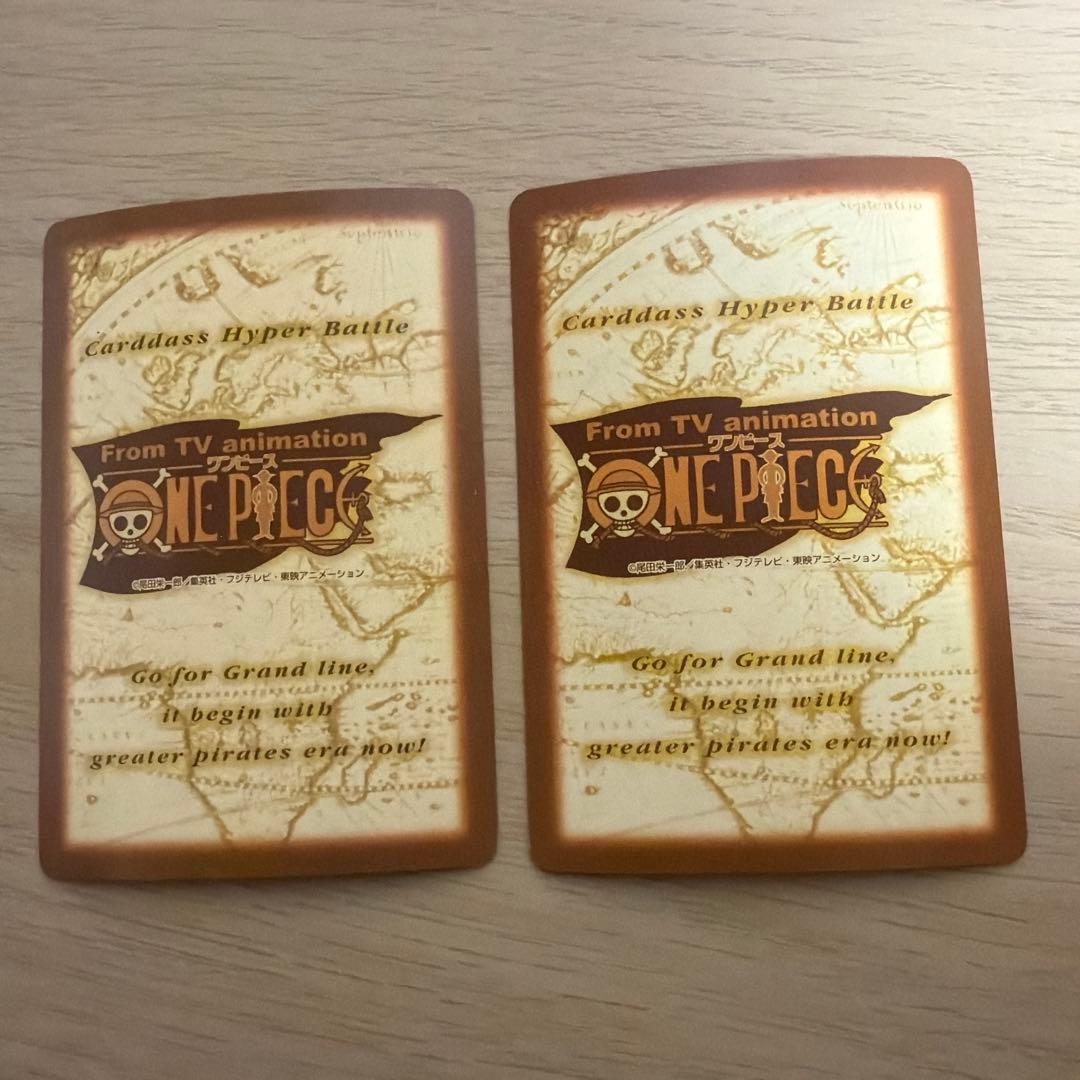 Septentrio
Carddass Hyper Battle
From TV animation
ワンピース
ONE PIECE
©尾田栄一郎／集英社・フジテレビ・東映アニメーション
Go for Grand line,
it begin with
greater pirates era now!
Septentrio
Carddass Hyper Battle
From TV animation
ワンピース
ONE PIECE
©尾田栄一郎／集英社・フジテレビ・東映アニメーション
Go for Grand line,
it begin with
greater pirates era now!